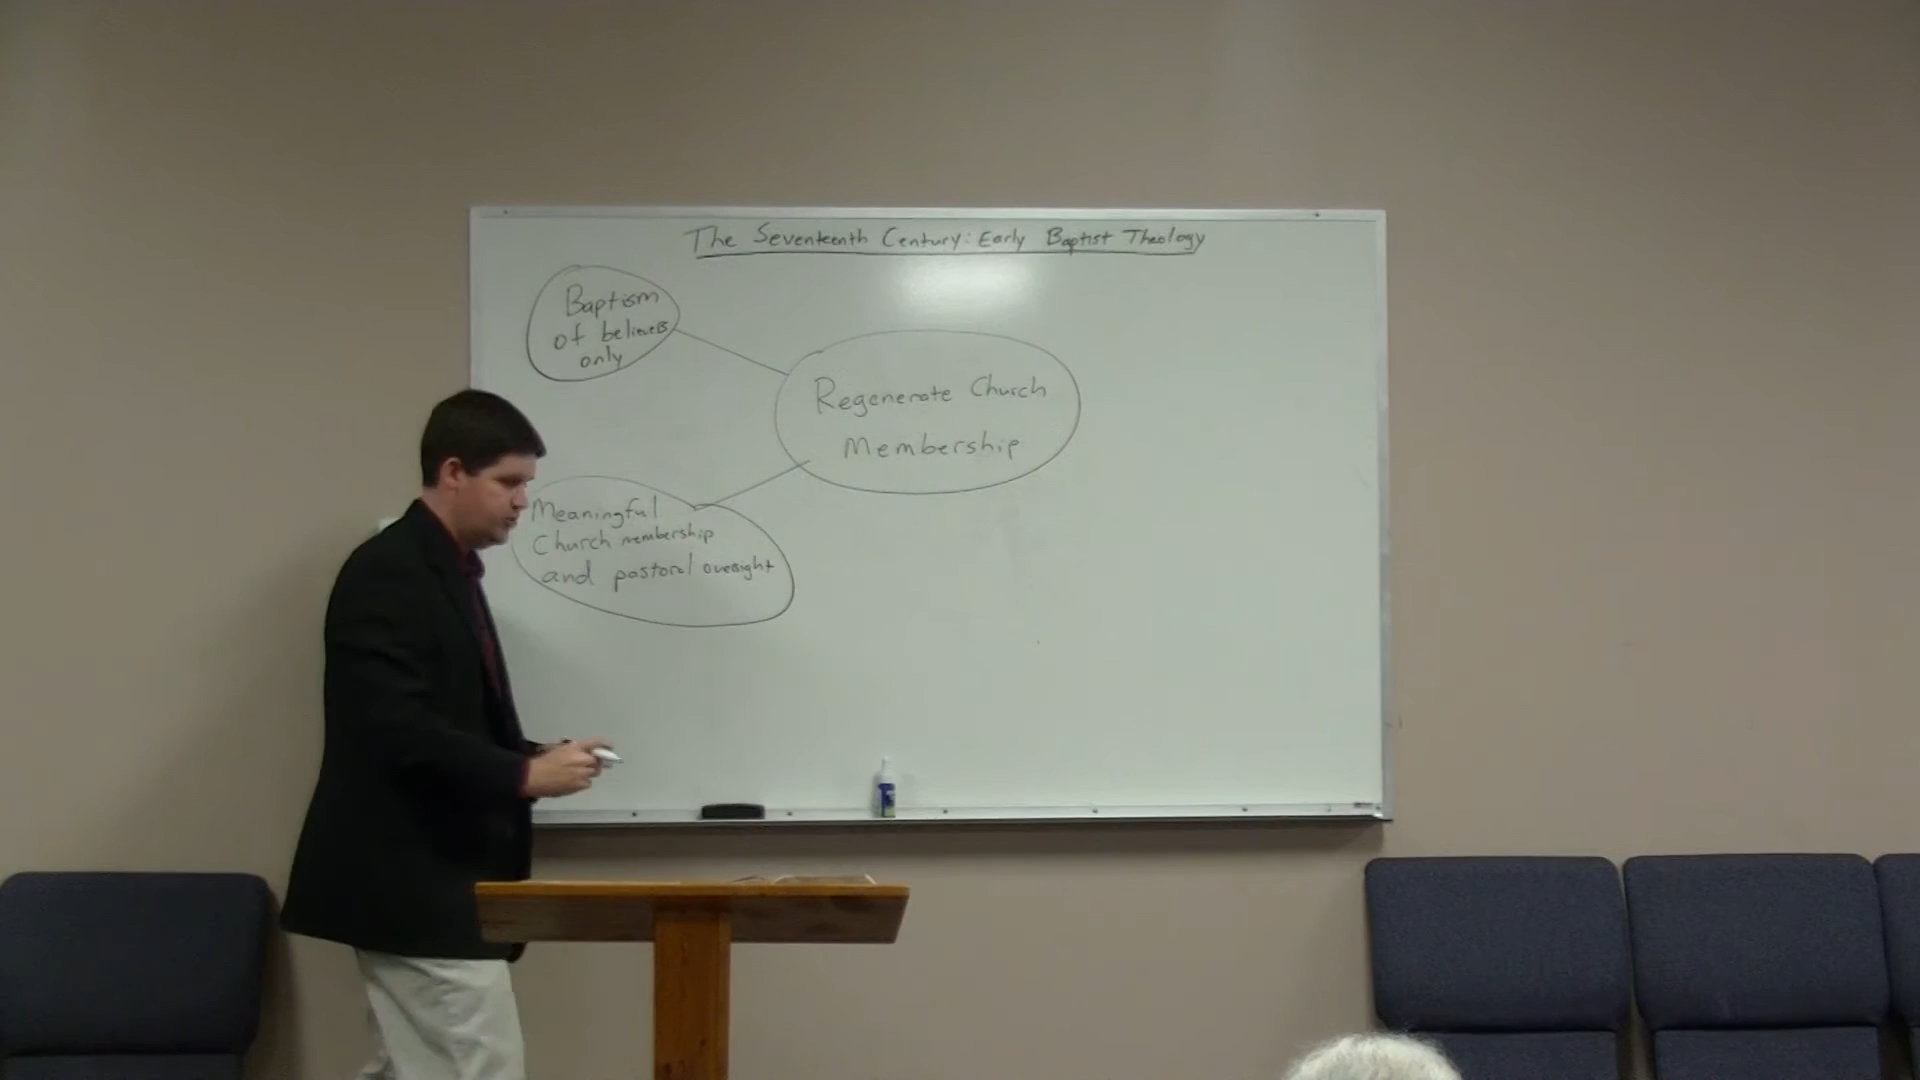 The Seventeenth Century: Early Baptist Theology
Baptism
of believers
only
Regenerate Church
Membership
Meaningful
Church membership
and pastoral oversight